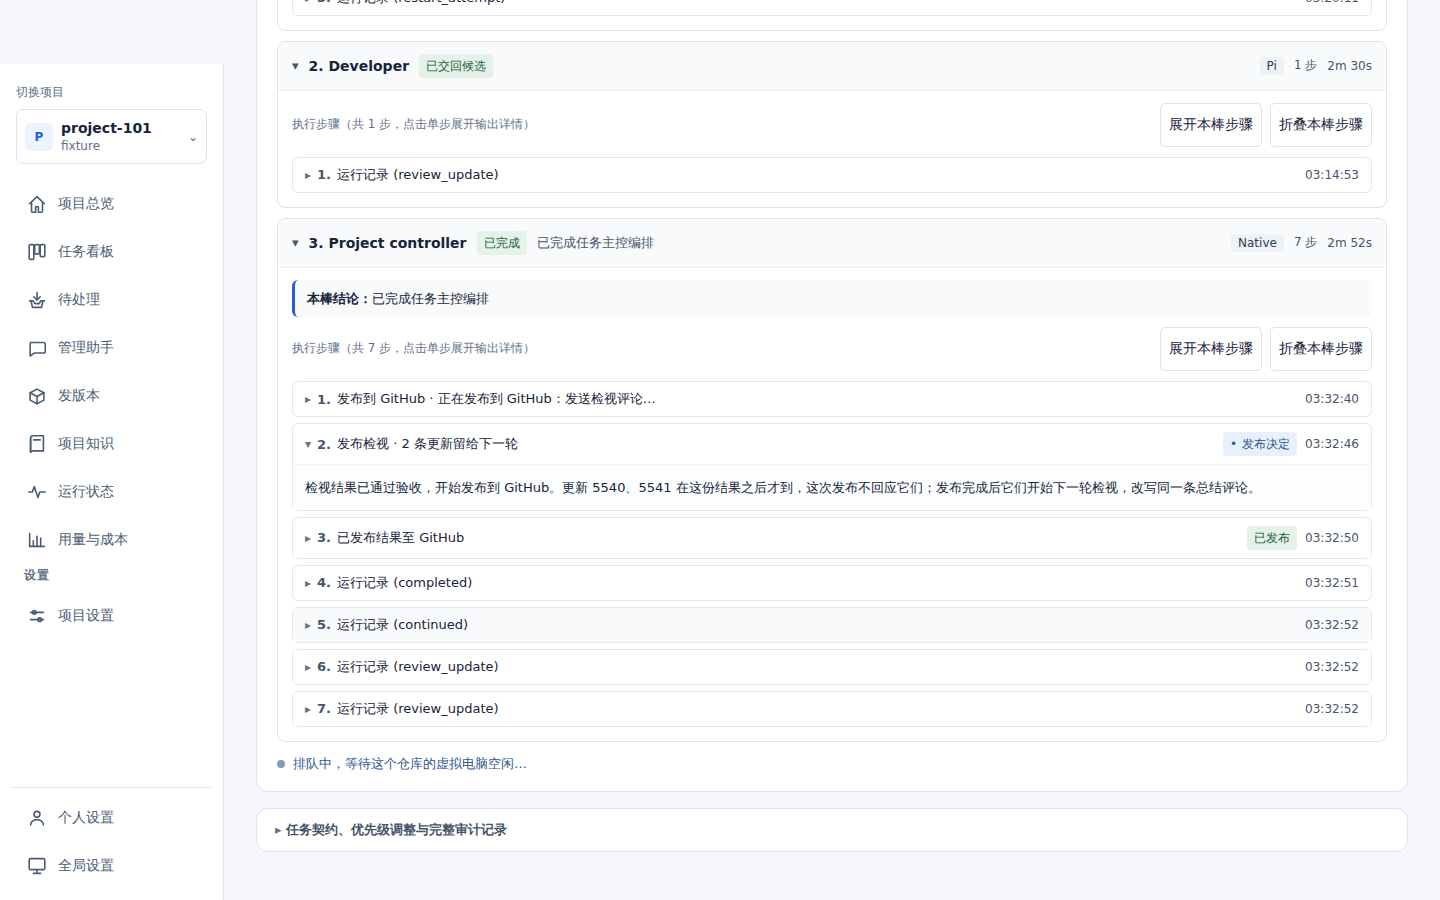 切换项目
P
project-101
fixture
项目总览
任务看板
待处理
管理助手
发版本
项目知识
运行状态
用量与成本
设置
项目设置
个人设置
全局设置
2. Developer 已交回候选 Pi 1 步 2m 30s
执行步骤（共 1 步，点击单步展开输出详情） 展开本棒步骤 折叠本棒步骤
1. 运行记录 (review_update) 03:14:53
3. Project controller 已完成 已完成任务主控编排 Native 7 步 2m 52s
本棒结论：已完成任务主控编排
执行步骤（共 7 步，点击单步展开输出详情） 展开本棒步骤 折叠本棒步骤
1. 发布到 GitHub · 正在发布到 GitHub：发送检视评论… 03:32:40
2. 发布检视 · 2 条更新留给下一轮 • 发布决定 03:32:46
检视结果已通过验收，开始发布到 GitHub。更新 5540、5541 在这份结果之后才到，这次发布不回应它们；发布完成后它们开始下一轮检视，改写同一条总结评论。
3. 已发布结果至 GitHub 已发布 03:32:50
4. 运行记录 (completed) 03:32:51
5. 运行记录 (continued) 03:32:52
6. 运行记录 (review_update) 03:32:52
7. 运行记录 (review_update) 03:32:52
排队中，等待这个仓库的虚拟电脑空闲…
任务契约、优先级调整与完整审计记录